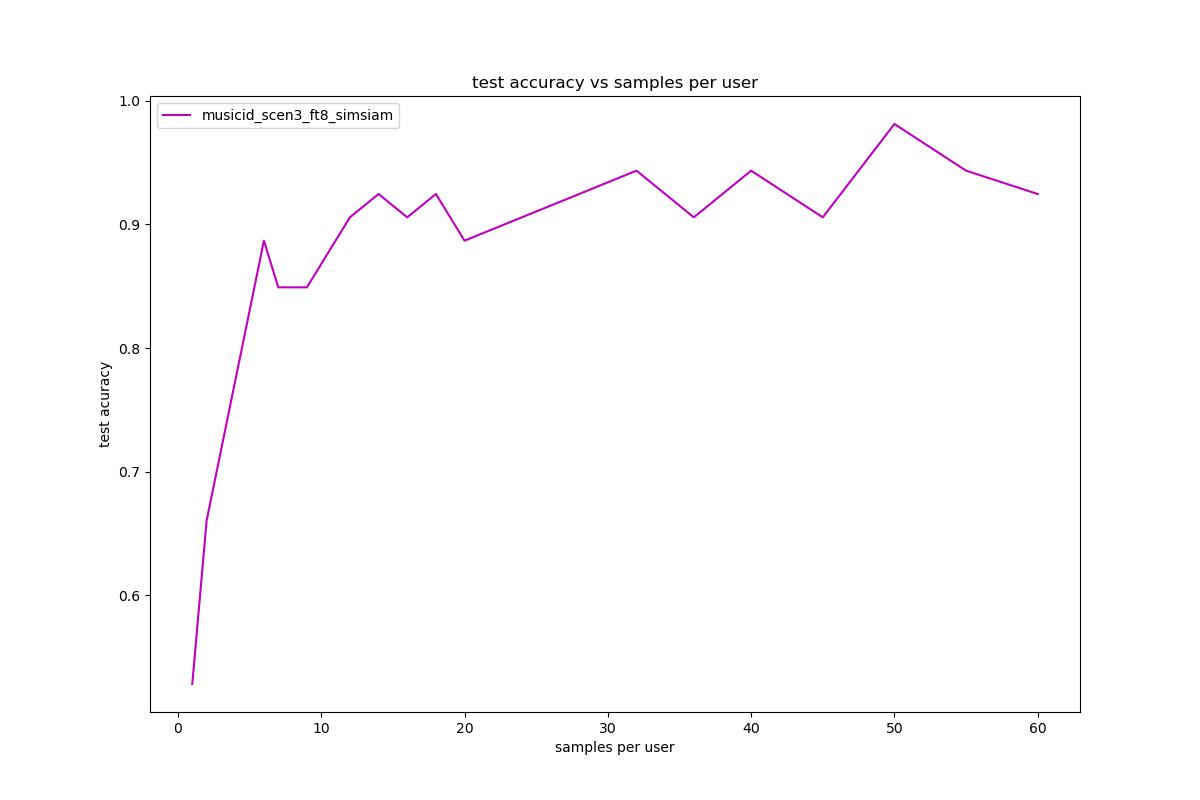 test accuracy vs samples per user
musicid_scen3_ft8_simsiam
1.0
0.9
0.8
0.7
0.6
test acuracy
0 10 20 30 40 50 60
samples per user